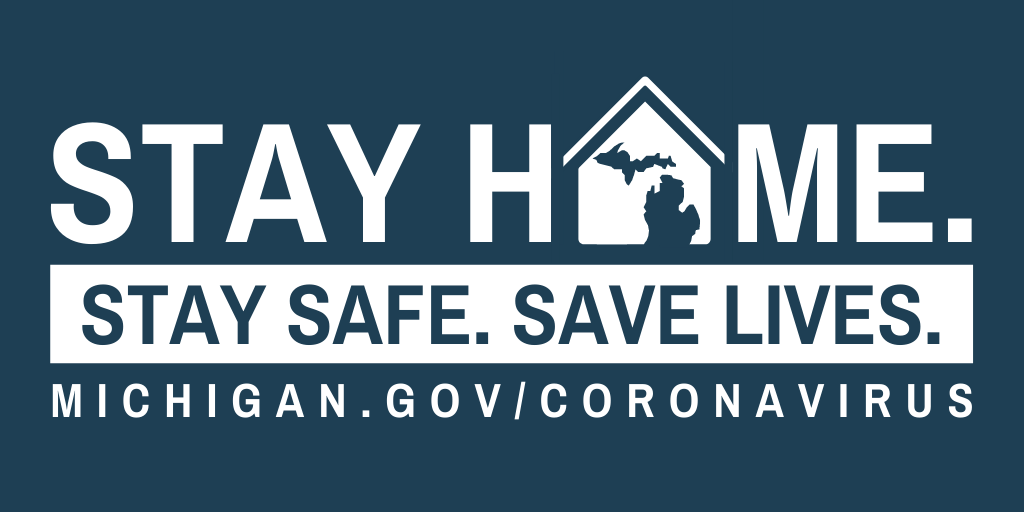 STAY HOME.
STAY SAFE. SAVE LIVES.
MICHIGAN.GOV/CORONAVIRUS